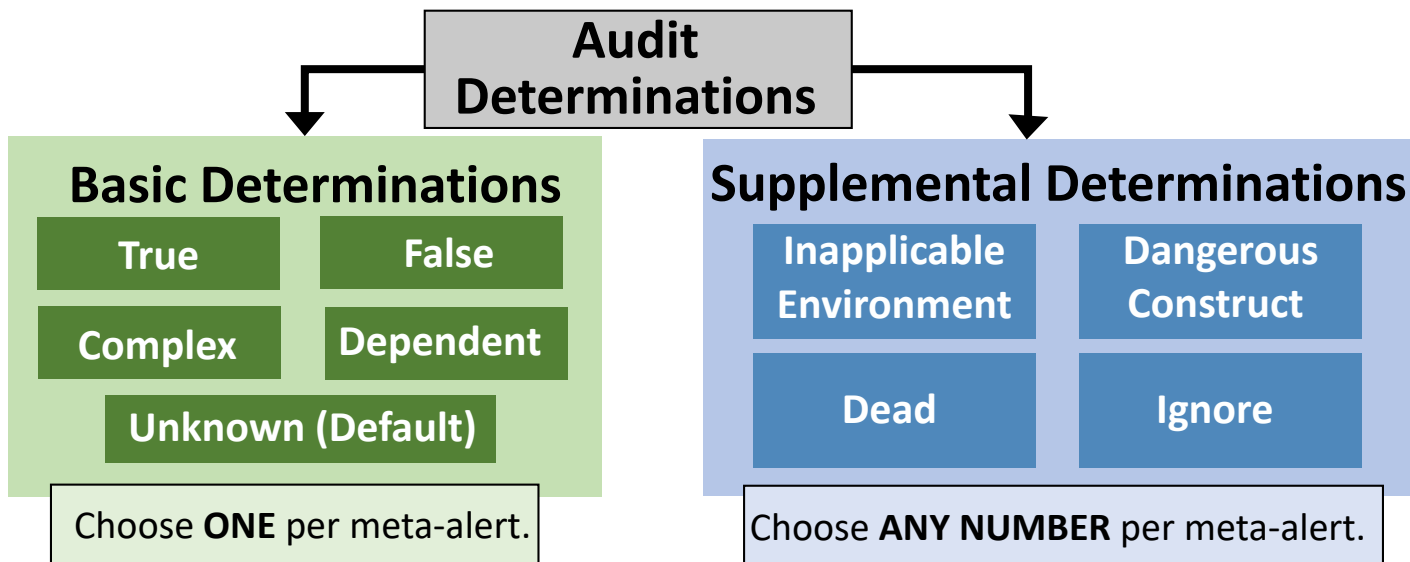 Audit
Determinations
Basic Determinations
True
False
Complex
Dependent
Unknown (Default)
Choose ONE per meta-alert.
Supplemental Determinations
Inapplicable
Environment
Dangerous
Construct
Dead
Ignore
Choose ANY NUMBER per meta-alert.